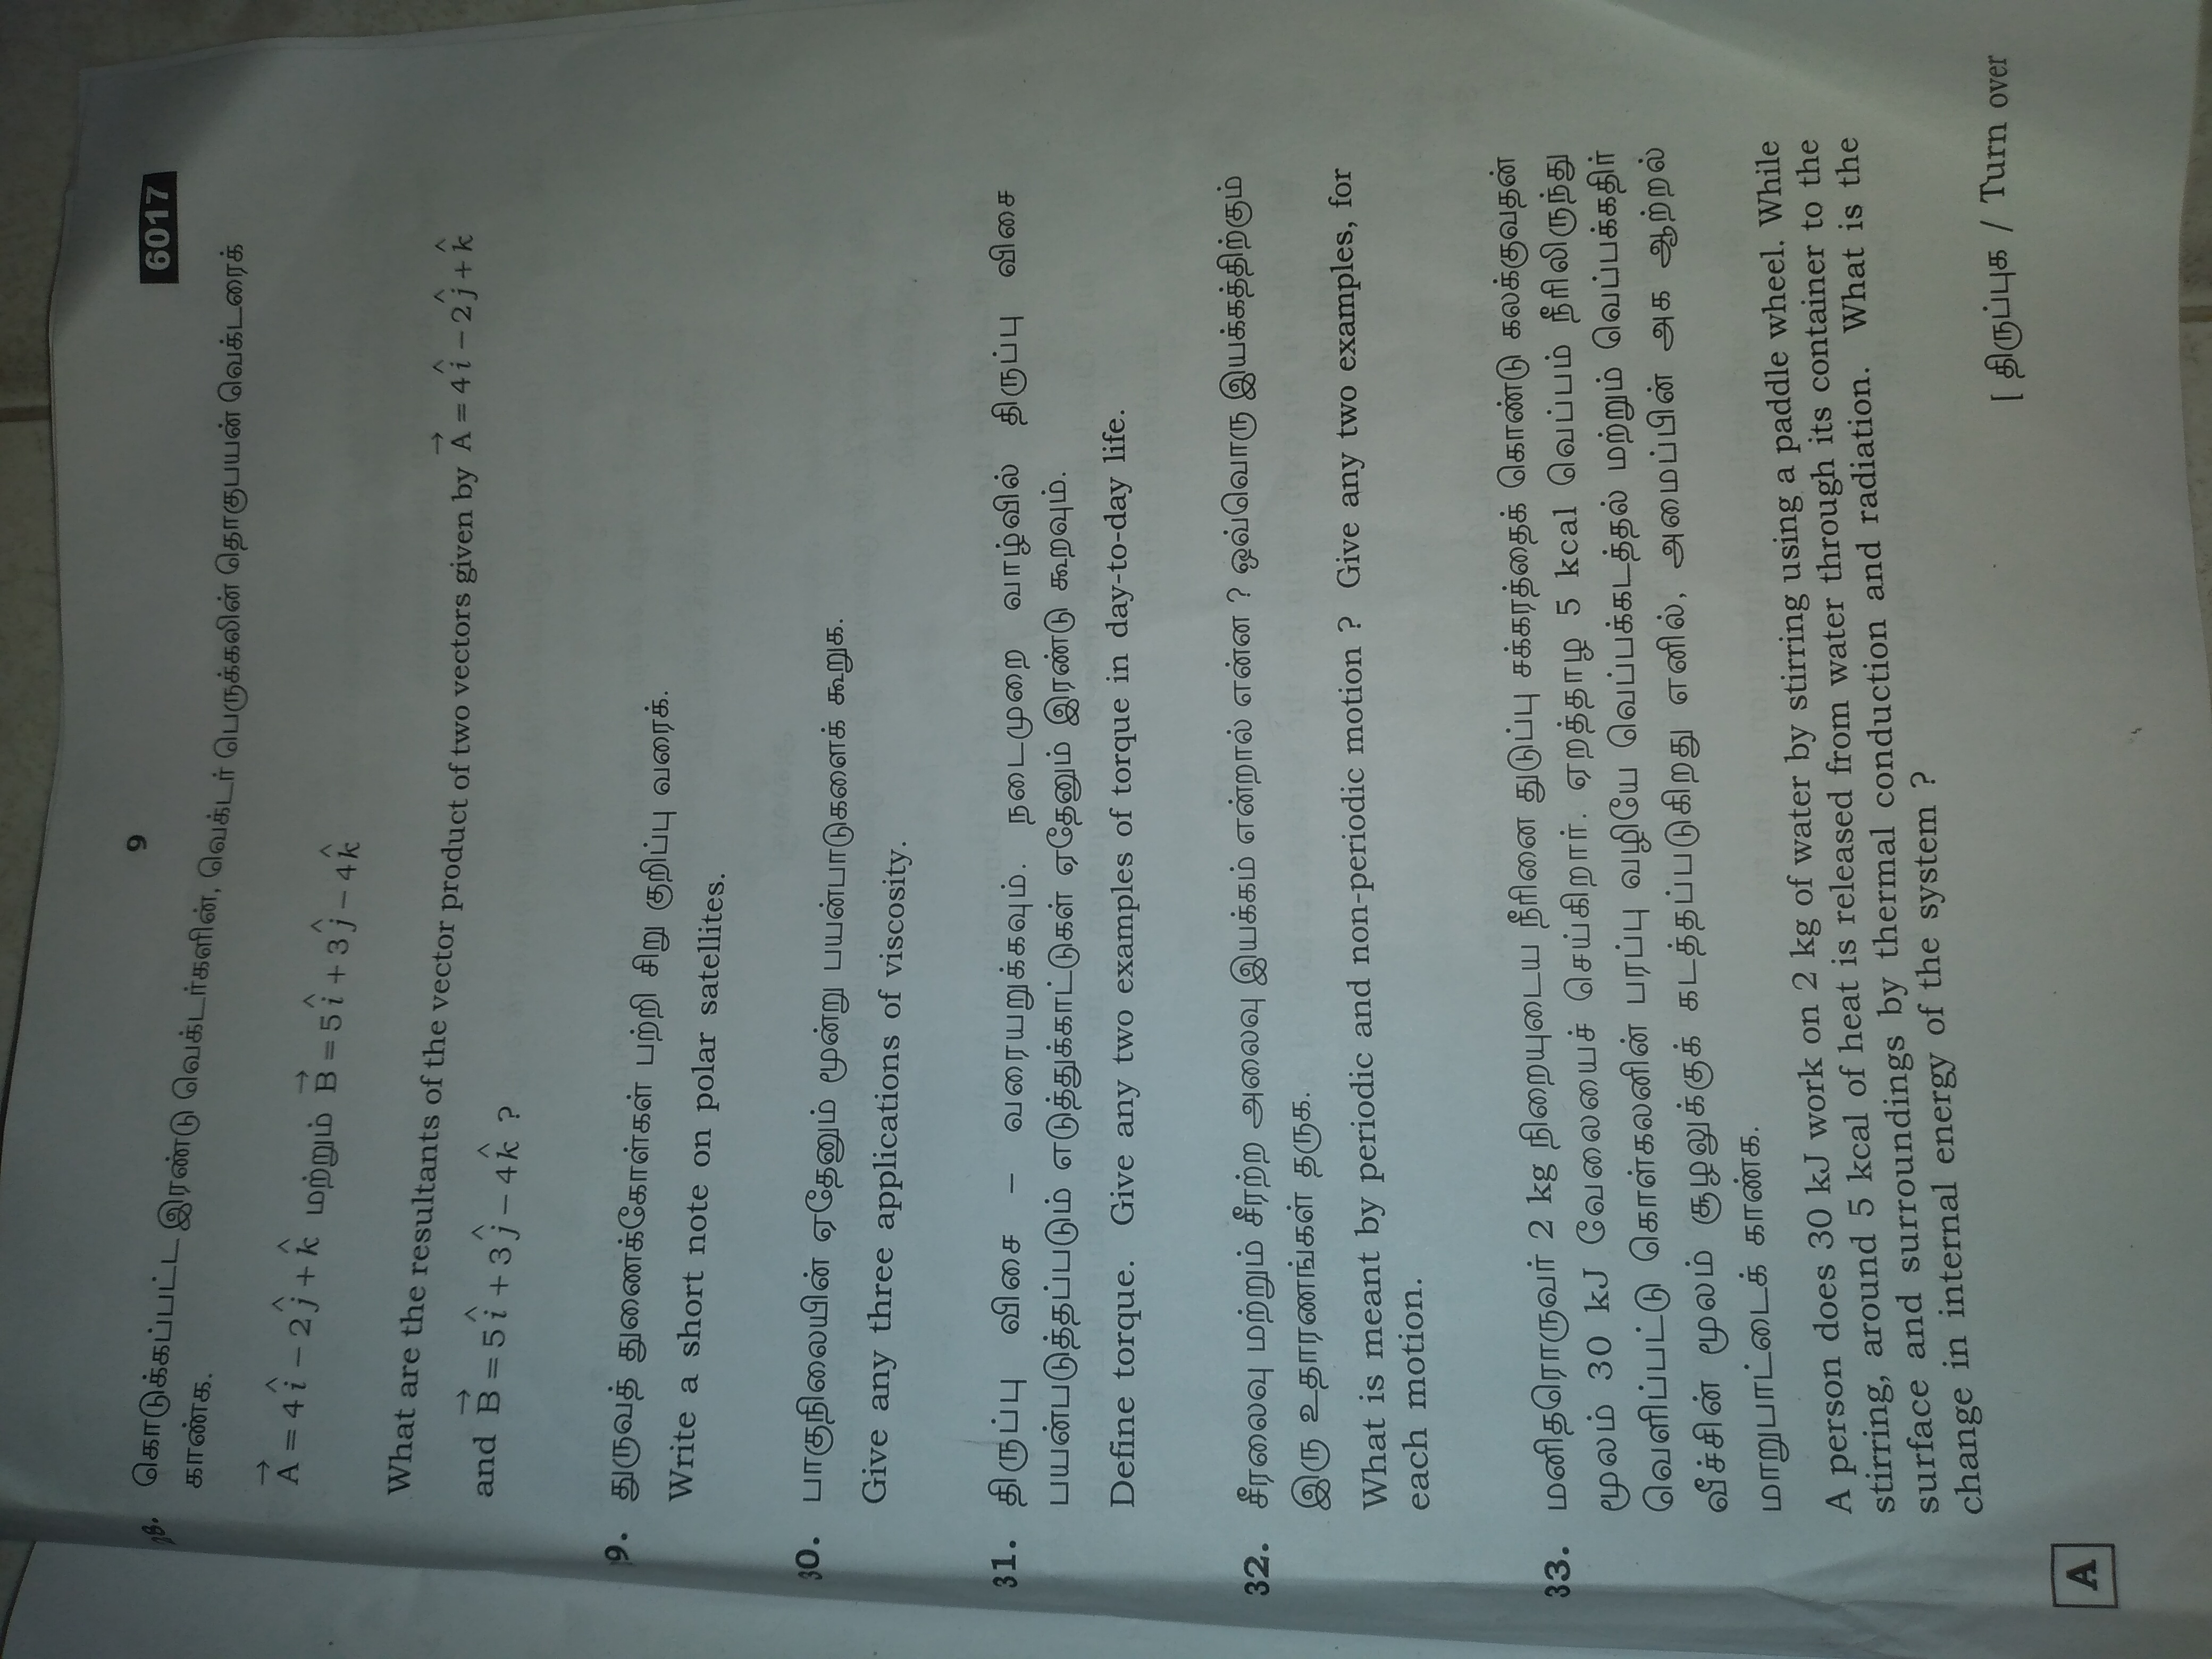 9
6017
28. கொடுக்கப்பட்ட இரண்டு வெக்டர்களின், வெக்டர் பெருக்கலின் தொகுபயன் வெக்டரைக்
காண்க.
$\vec{A} = 4\hat{i} - 2\hat{j} + \hat{k}$ மற்றும் $\vec{B} = 5\hat{i} + 3\hat{j} - 4\hat{k}$
What are the resultants of the vector product of two vectors given by $\vec{A} = 4\hat{i} - 2\hat{j} + \hat{k}$
and $\vec{B} = 5\hat{i} + 3\hat{j} - 4\hat{k}$ ?
9. துருவத் துணைக்கோள்கள் பற்றி சிறு குறிப்பு வரைக்.
Write a short note on polar satellites.
30. பாகுநிலையின் ஏதேனும் மூன்று பயன்பாடுகளைக் கூறுக.
Give any three applications of viscosity.
31. திருப்பு விசை – வரையறுக்கவும். நடைமுறை வாழ்வில் திருப்பு விசை
பயன்படுத்தப்படும் எடுத்துக்காட்டுகள் ஏதேனும் இரண்டு கூறவும்.
Define torque. Give any two examples of torque in day-to-day life.
32. சீரலைவு மற்றும் சீரற்ற அலைவு இயக்கம் என்றால் என்ன ? ஒவ்வொரு இயக்கத்திற்கும்
இரு உதாரணங்கள் தருக.
What is meant by periodic and non-periodic motion ? Give any two examples, for
each motion.
33. மனிதரொருவர் 2 kg நிறையுடைய நீரினை துடுப்பு சக்கரத்தைக் கொண்டு கலக்குவதன்
மூலம் 30 kJ வேலையைச் செய்கிறார். ஏறத்தாழ 5 kcal வெப்பம் நீரிலிருந்து
வெளிப்பட்டு கொள்கலனின் பரப்பு வழியே வெப்பக்கடத்தல் மற்றும் வெப்பக்கதிர்
வீச்சின் மூலம் சூழலுக்குக் கடத்தப்படுகிறது எனில், அமைப்பின் அக ஆற்றல்
மாறுபாட்டைக் காண்க.
A person does 30 kJ work on 2 kg of water by stirring using a paddle wheel. While
stirring, around 5 kcal of heat is released from water through its container to the
surface and surroundings by thermal conduction and radiation. What is the
change in internal energy of the system ?
[ திருப்புக / Turn over
A